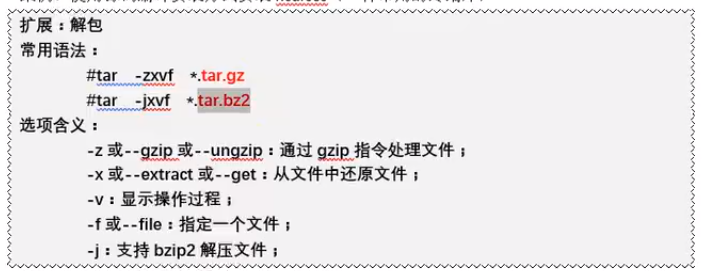 扩展：解包
常用语法：
#tar -zxvf *.tar.gz
#tar -jxvf *.tar.bz2
选项含义：
-z 或--gzip 或--ungzip：通过 gzip 指令处理文件；
-x 或--extract 或--get：从文件中还原文件；
-v：显示操作过程；
-f 或--file：指定一个文件；
-j：支持 bzip2 解压文件；